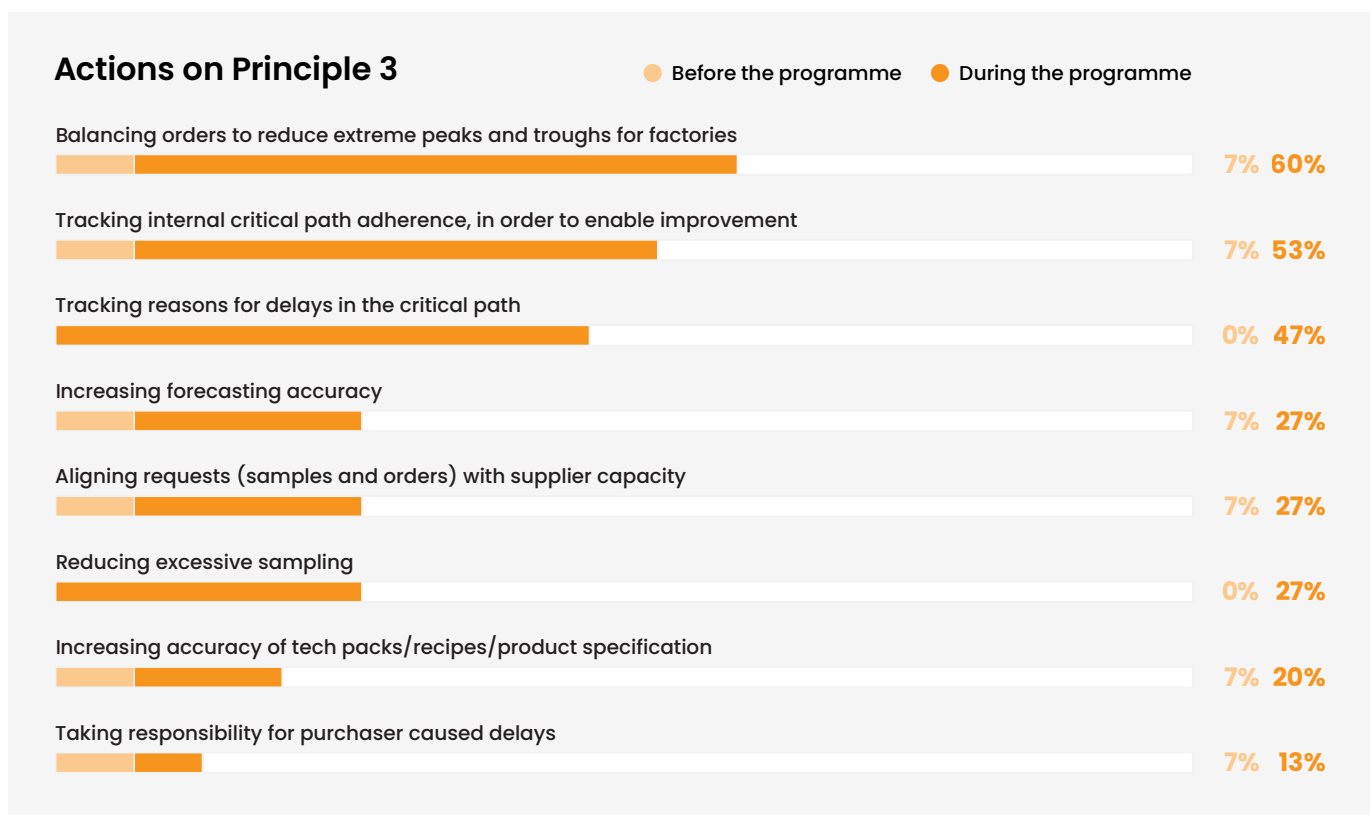 Actions on Principle 3
Before the programme
During the programme
Balancing orders to reduce extreme peaks and troughs for factories
7% 60%
Tracking internal critical path adherence, in order to enable improvement
7% 53%
Tracking reasons for delays in the critical path
0% 47%
Increasing forecasting accuracy
7% 27%
Aligning requests (samples and orders) with supplier capacity
7% 27%
Reducing excessive sampling
0% 27%
Increasing accuracy of tech packs/recipes/product specification
7% 20%
Taking responsibility for purchaser caused delays
7% 13%